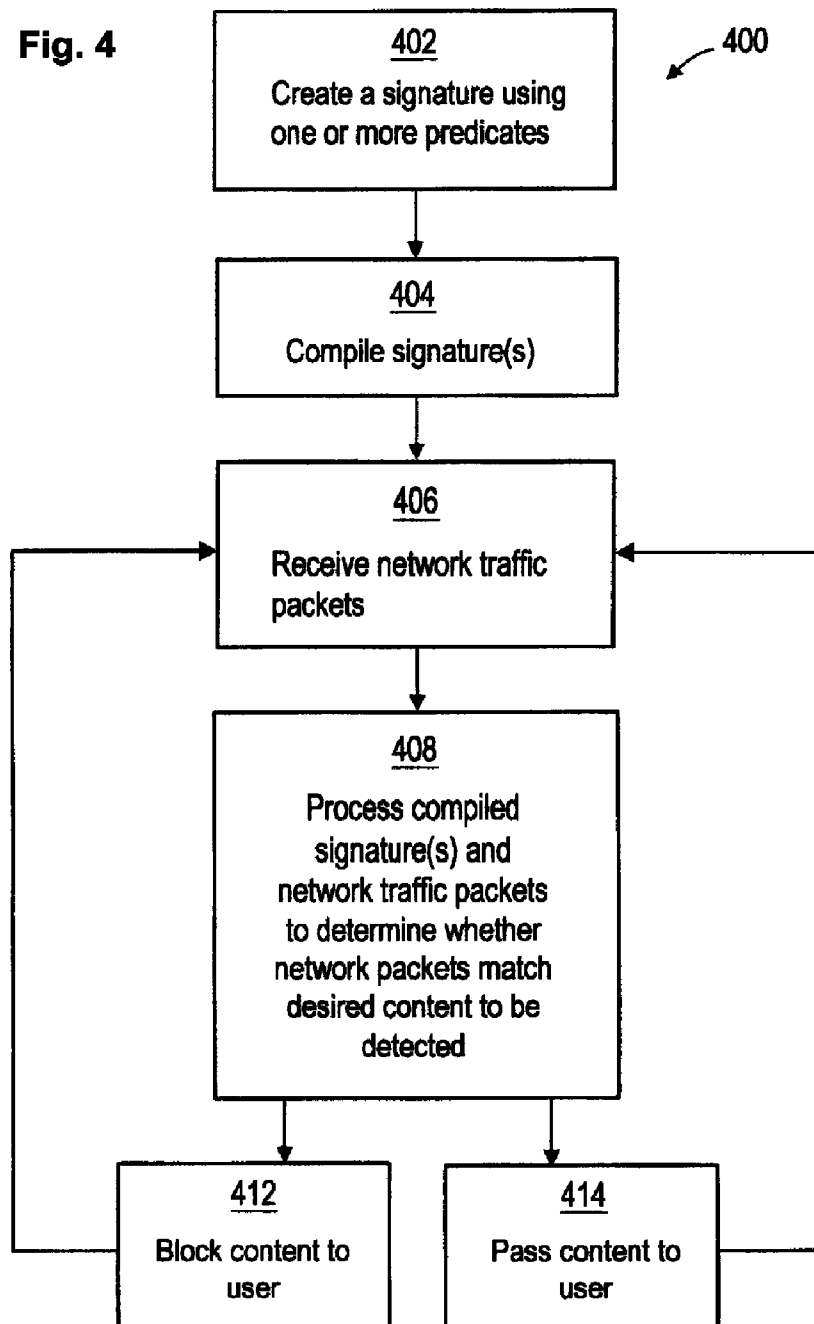 Fig. 4
400
402
Create a signature using
one or more predicates
404
Compile signature(s)
406
Receive network traffic
packets
408
Process compiled
signature(s) and
network traffic packets
to determine whether
network packets match
desired content to be
detected
412
Block content to
user
414
Pass content to
user